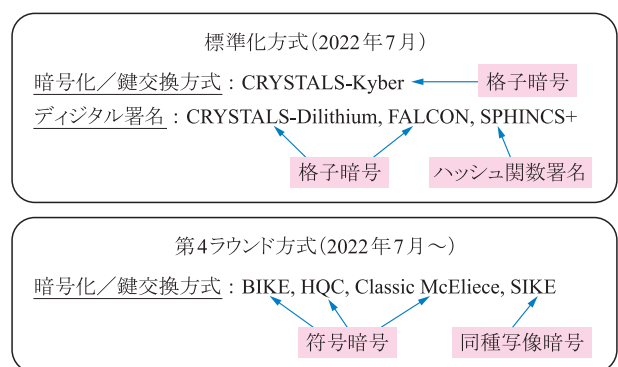 標準化方式(2022年7月)
暗号化／鍵交換方式：CRYSTALS-Kyber
格子暗号
ディジタル署名：CRYSTALS-Dilithium, FALCON, SPHINCS+
格子暗号
ハッシュ関数署名
第4ラウンド方式(2022年7月～)
暗号化／鍵交換方式：BIKE, HQC, Classic McEliece, SIKE
符号暗号
同種写像暗号